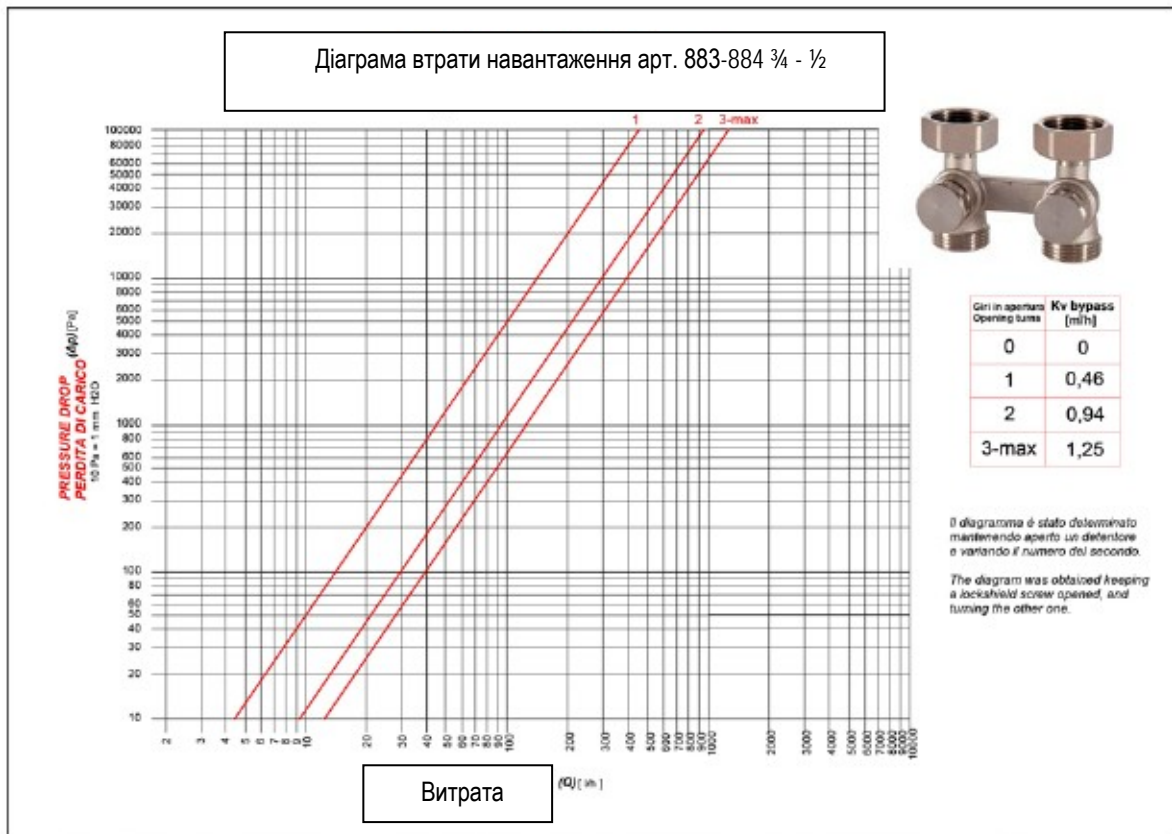 Діаграма втрати навантаження арт. 883-884 ¾ - ½
1 2 3-max
100000
80000
60000
50000
40000
30000
20000
10000
8000
6000
5000
4000
3000
2000
1000
800
600
500
400
300
200
100
80
60
50
40
30
20
10
PRESSURE DROP
PERDITA DI CARICO (Δp) [Pa]
10 Pa = 1 mm H2O
2 3 4 5 6 7 8 9 10 20 30 40 50 60 70 80 90 100 200 300 400 500 600 700 800 900 1000 2000 3000 4000 5000 6000 7000 8000 9000 10000
(Q) [ l/h ]
Витрата
Giri in apertura Kv bypass
Opening turns [m³/h]
0 0
1 0,46
2 0,94
3-max 1,25
Il diagramma é stato determinato
mantenendo aperto un detentore
e variando il numero del secondo.
The diagram was obtained keeping
a lockshield screw opened, and
turning the other one.